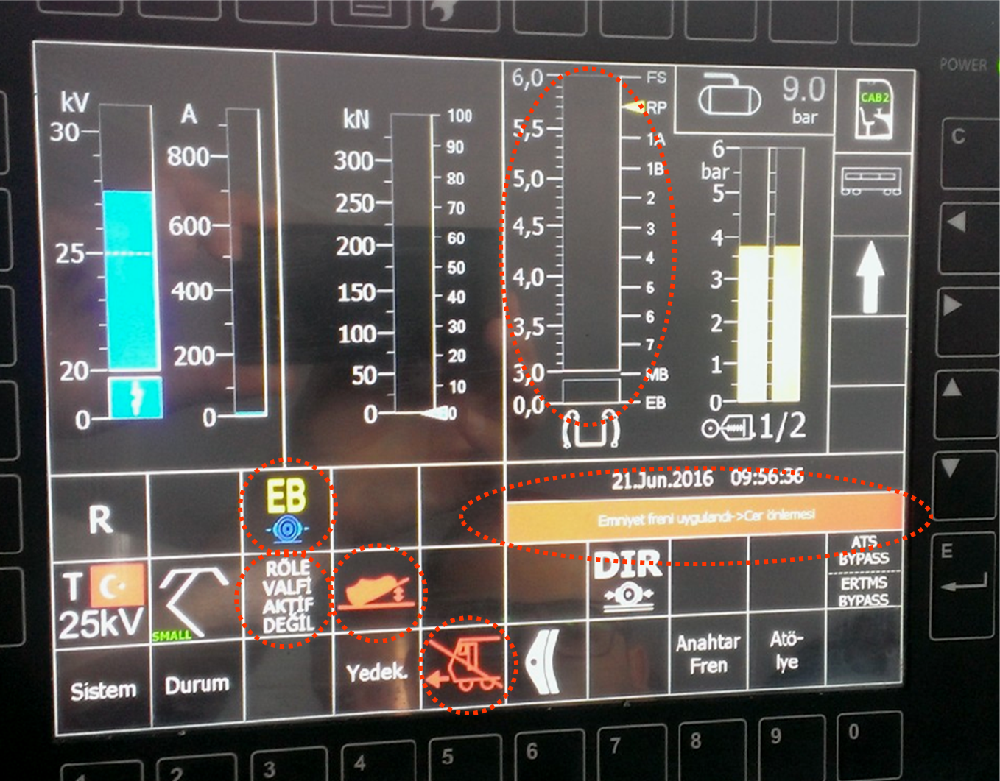 POWER
kV
30
25
20
0
A
800
600
400
200
0
kN
300
250
200
150
100
50
0
100
90
80
70
60
50
40
30
20
10
0
6,0
5,5
5,0
4,5
4,0
3,5
3,0
0,0
FS
RP
1A
1B
2
3
4
5
6
7
MB
EB
9.0
bar
6
bar
5
4
3
2
1
0
1/2
CAB2
C
E
21.Jun.2016 09:56:36
Emniyet freni uygulandı->Cer önlemesi
R
EB
T
25kV
SMALL
RÖLE
VALFİ
AKTİF
DEĞİL
DIR
ATS
BYPASS
ERTMS
BYPASS
Sistem
Durum
Yedek.
Anahtar
Fren
Atö-
lye
1
2
3
4
5
6
7
8
9
0